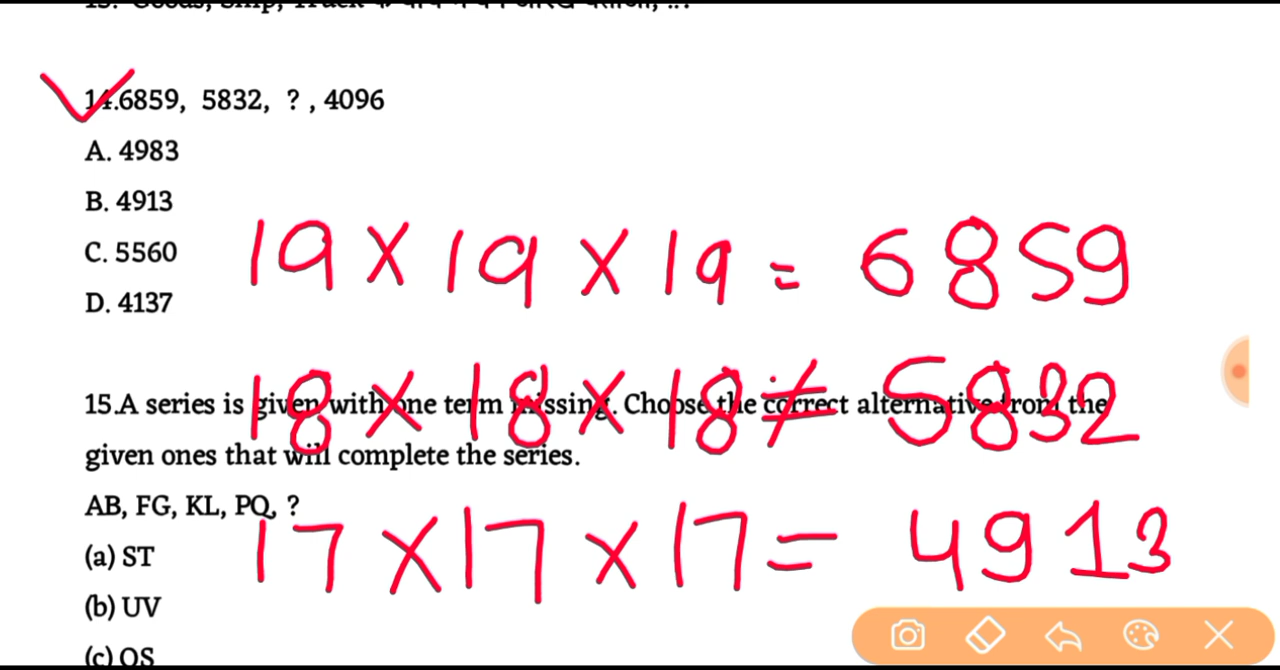 14.6859, 5832, ? , 4096
A. 4983
B. 4913
C. 5560
D. 4137
19 X 19 X 19 = 6859
18 X 18 X 18 ≠ 5832
15.A series is given with one term missing. Choose the correct alternative from the
given ones that will complete the series.
AB, FG, KL, PQ, ?
17 X 17 X 17 = 4913
(a) ST
(b) UV
(c) OS